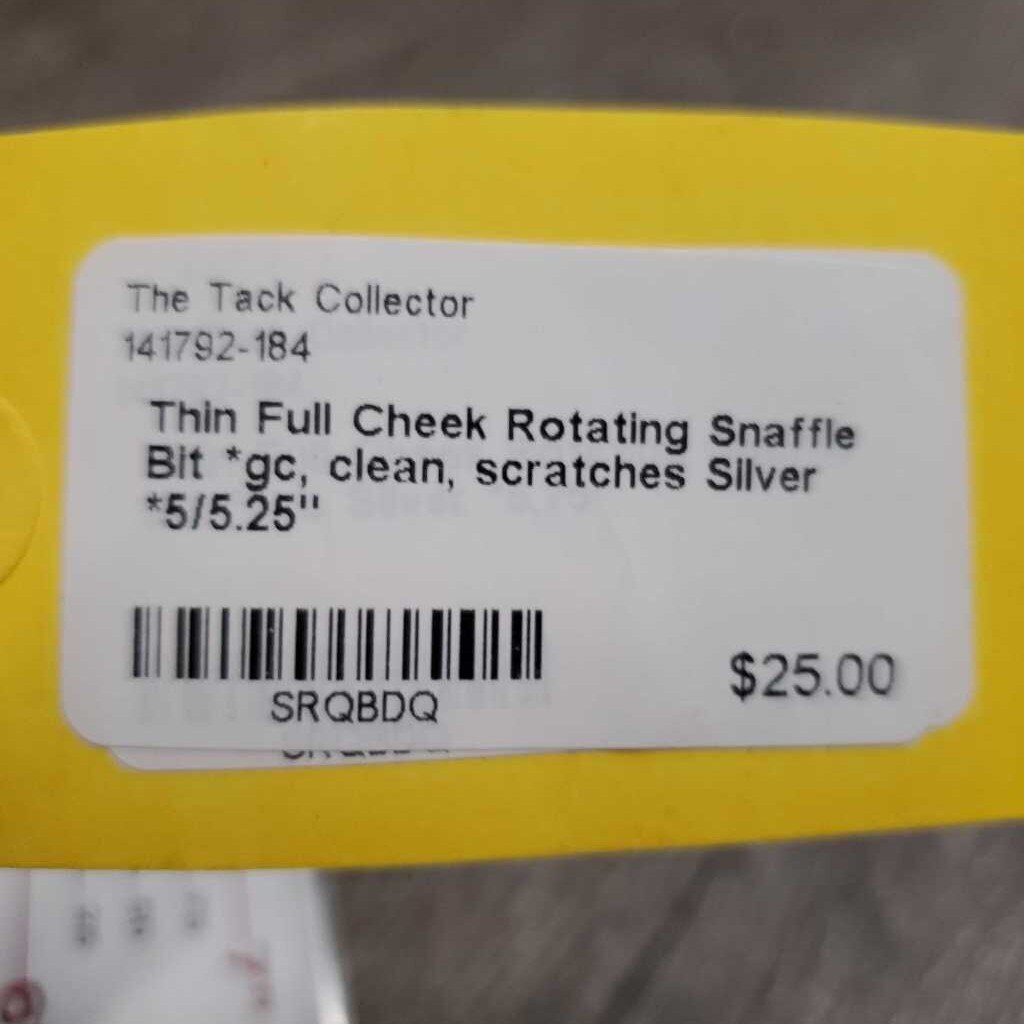 The Tack Collector
141792-184
Thin Full Cheek Rotating Snaffle
Bit *gc, clean, scratches Silver
*5/5.25"
SRQBDQ
$25.00